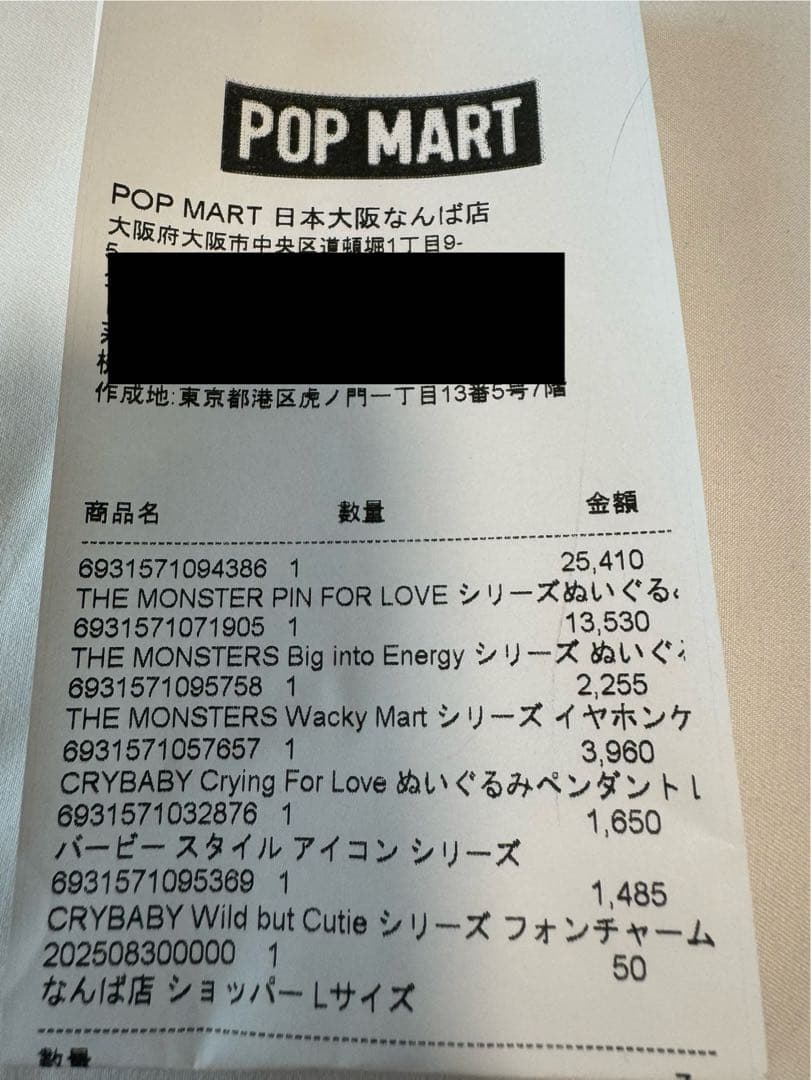 POP MART
POP MART 日本大阪なんば店
大阪府大阪市中央区道頓堀1丁目9-
5
作成地:東京都港区虎ノ門一丁目13番5号7階
商品名 数量 金額
6931571094386 1 25,410
THE MONSTER PIN FOR LOVE シリーズぬいぐる
6931571071905 1 13,530
THE MONSTERS Big into Energy シリーズ ぬいぐ
6931571095758 1 2,255
THE MONSTERS Wacky Mart シリーズ イヤホンケ
6931571057657 1 3,960
CRYBABY Crying For Love ぬいぐるみペンダント
6931571032876 1 1,650
バービー スタイル アイコン シリーズ
6931571095369 1 1,485
CRYBABY Wild but Cutie シリーズ フォンチャーム
202508300000 1 50
なんば店 ショッパー Lサイズ
数量